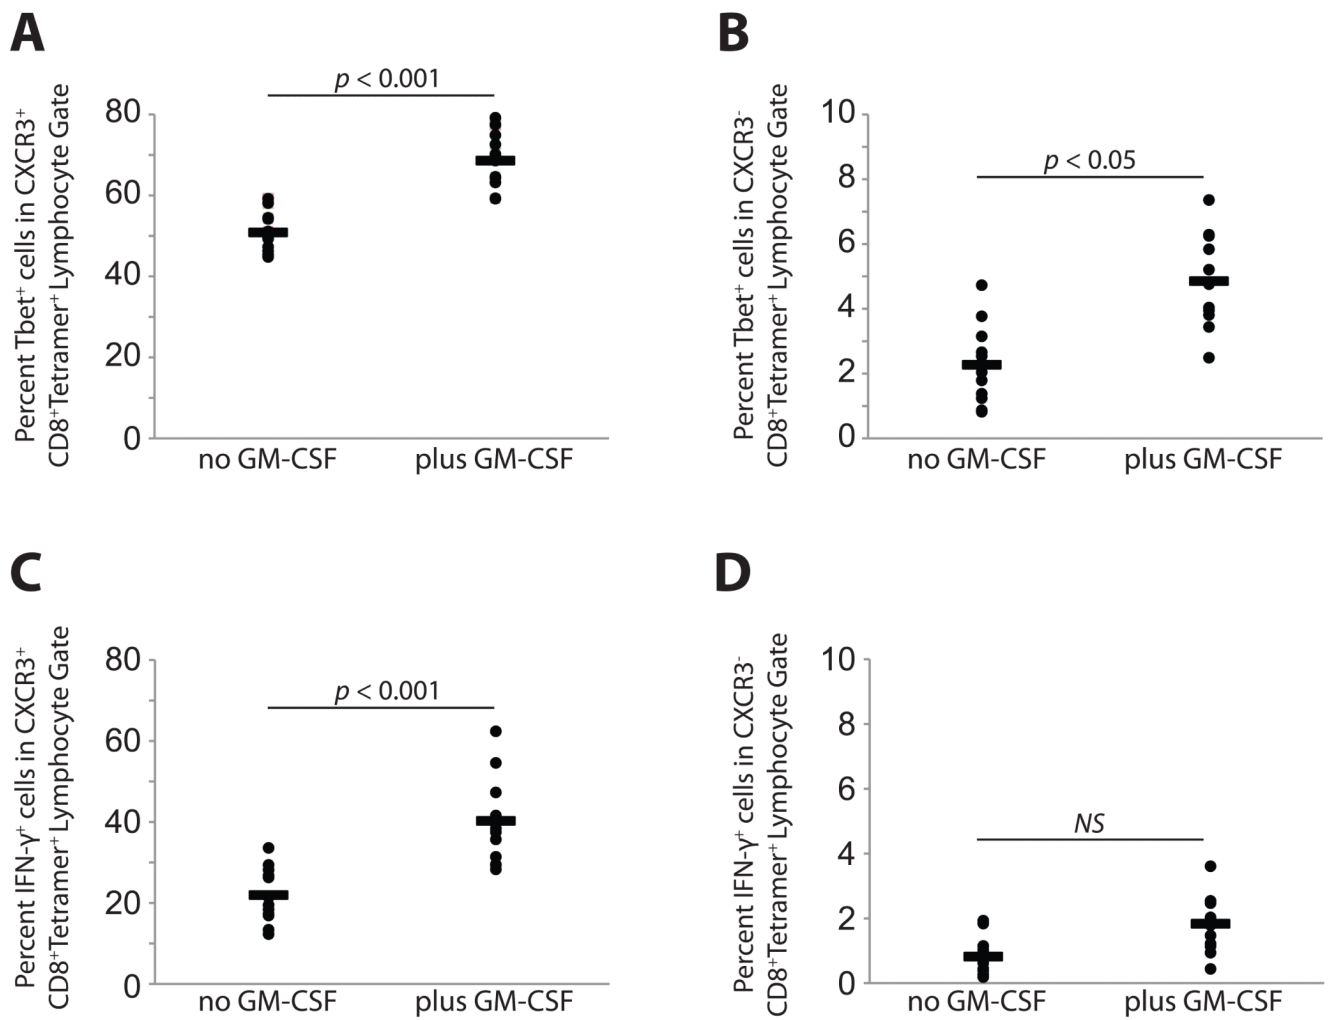 A
Percent Tbet⁺ cells in CXCR3⁺
CD8⁺Tetramer⁺ Lymphocyte Gate
p < 0.001
80
60
40
20
0
no GM-CSF
plus GM-CSF
B
Percent Tbet⁺ cells in CXCR3⁻
CD8⁺Tetramer⁺ Lymphocyte Gate
p < 0.05
10
8
6
4
2
0
no GM-CSF
plus GM-CSF
C
Percent IFN-γ⁺ cells in CXCR3⁺
CD8⁺Tetramer⁺ Lymphocyte Gate
p < 0.001
80
60
40
20
0
no GM-CSF
plus GM-CSF
D
Percent IFN-γ⁺ cells in CXCR3⁻
CD8⁺Tetramer⁺ Lymphocyte Gate
NS
10
8
6
4
2
0
no GM-CSF
plus GM-CSF